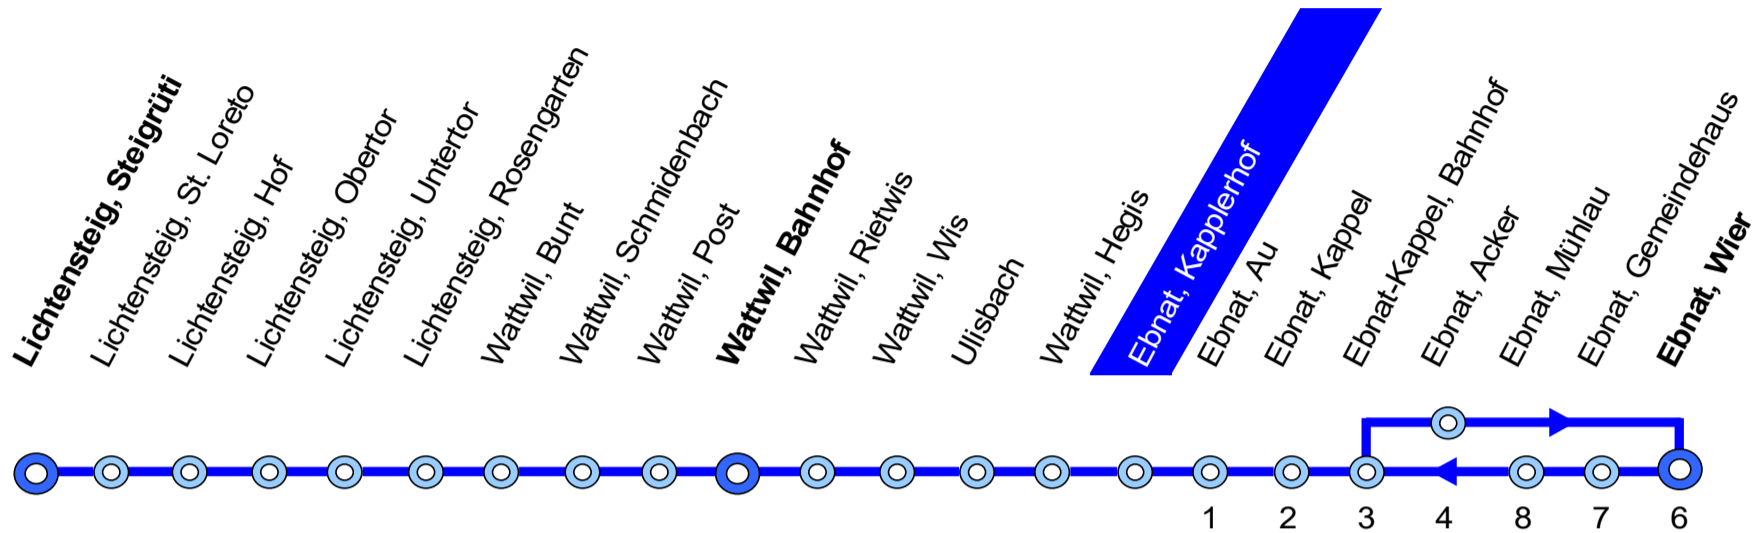 Lichtensteig, Steigrüti
Lichtensteig, St. Loreto
Lichtensteig, Hof
Lichtensteig, Obertor
Lichtensteig, Untertor
Lichtensteig, Rosengarten
Wattwil, Bunt
Wattwil, Schmidenbach
Wattwil, Post
Wattwil, Bahnhof
Wattwil, Rietwis
Wattwil, Wis
Ulisbach
Wattwil, Hegis
Ebnat, Kapplerhof
Ebnat, Au
Ebnat, Kappel
Ebnat-Kappel, Bahnhof
Ebnat, Acker
Ebnat, Mühlau
Ebnat, Gemeindehaus
Ebnat, Wier
1 2 3 4 8 7 6